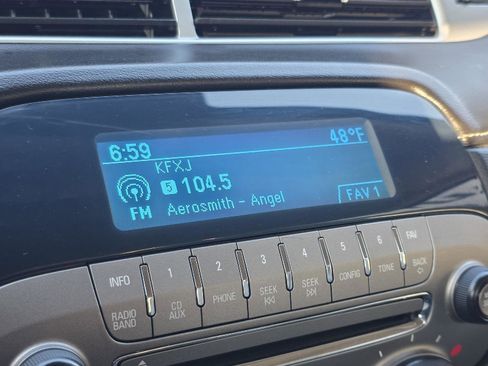 6:59 48°F
KFXJ
5 104.5
FM Aerosmith - Angel FAV 1
INFO 1 2 3 4 5 6 FAV
RADIO BAND CD AUX PHONE SEEK SEEK CONFIG TONE BACK